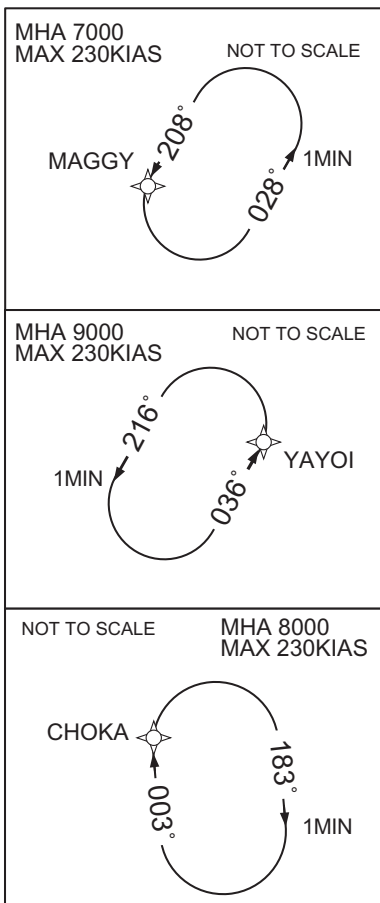 MHA 7000
MAX 230KIAS
NOT TO SCALE
208°
MAGGY
1MIN
028°
MHA 9000
MAX 230KIAS
NOT TO SCALE
216°
YAYOI
1MIN
036°
NOT TO SCALE
MHA 8000
MAX 230KIAS
CHOKA
183°
003°
1MIN